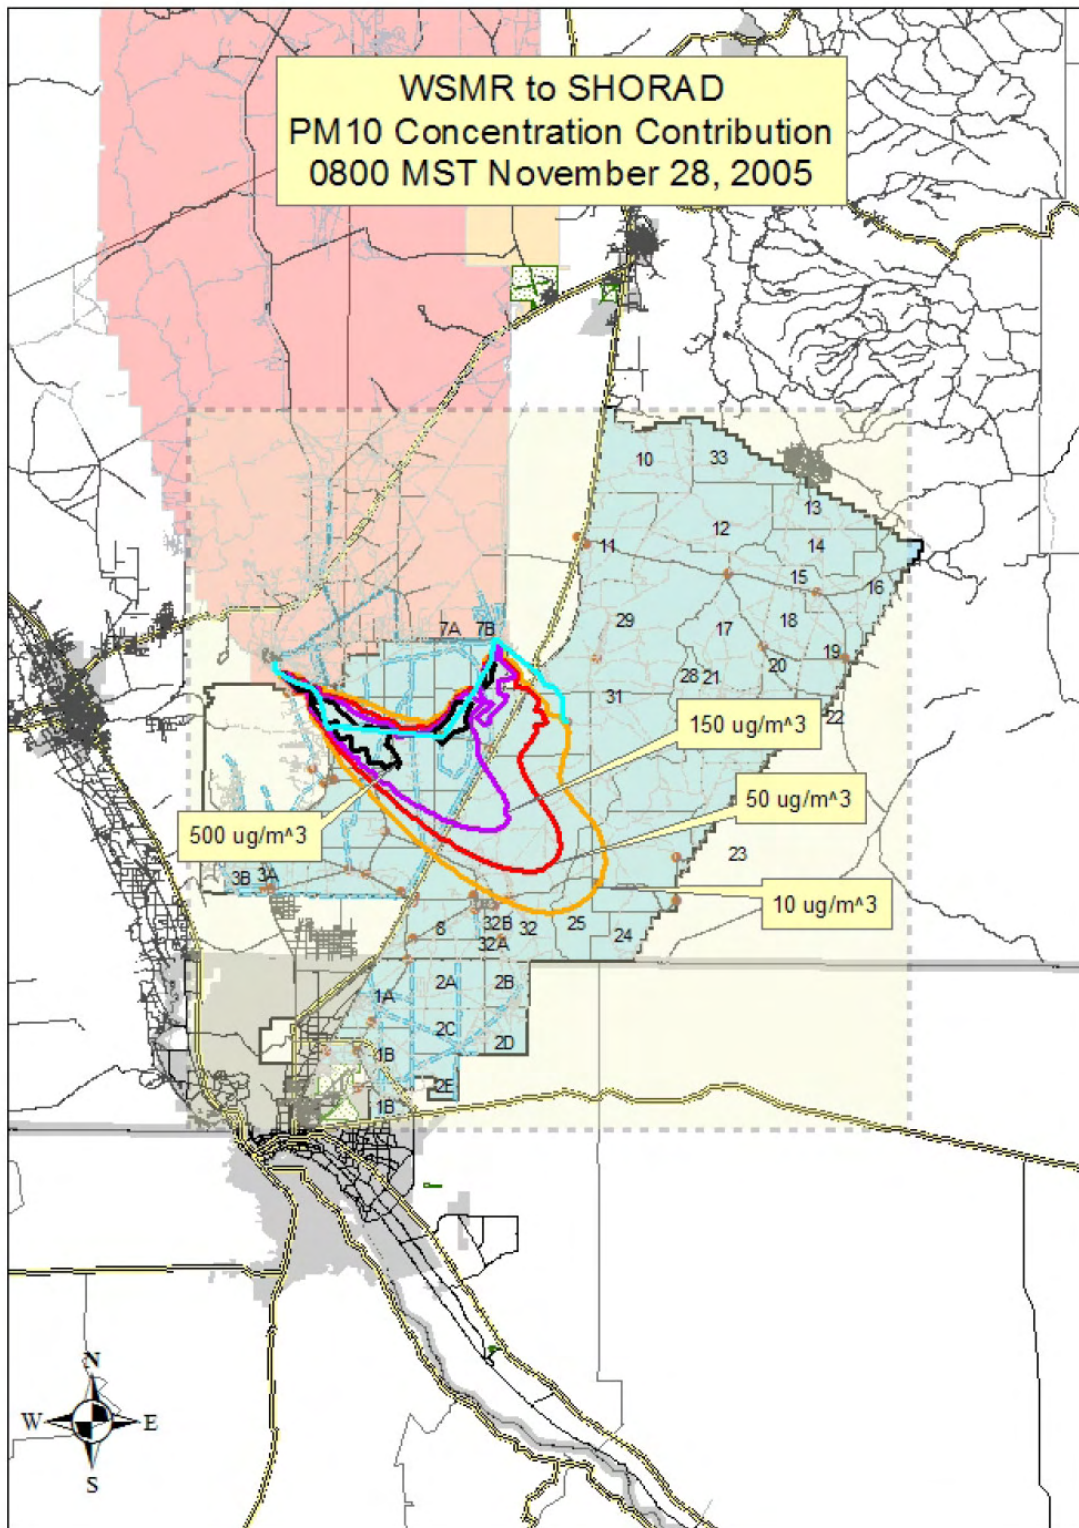 WSMR to SHORAD
PM10 Concentration Contribution
0800 MST November 28, 2005
10
33
13
12
14
11
15
16
29
17
18
7A
7B
20
19
28
21
31
22
150 ug/m^3
50 ug/m^3
500 ug/m^3
23
3B
3A
10 ug/m^3
32B
32
25
8
32A
24
2A
2B
1A
2C
2D
1B
2E
1B
N
W
E
S